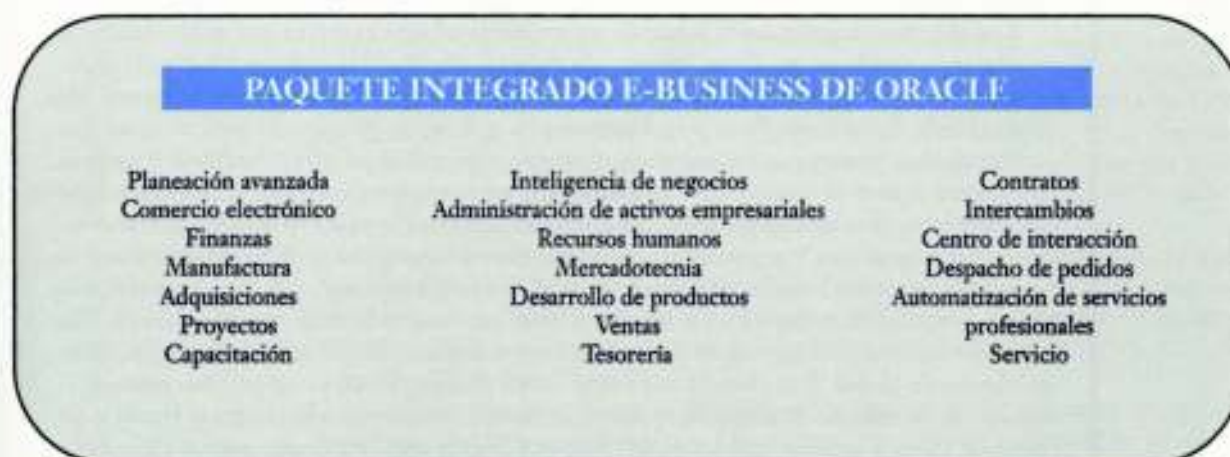 PAQUETE INTEGRADO E-BUSINESS DE ORACLE
Planeación avanzada
Comercio electrónico
Finanzas
Manufactura
Adquisiciones
Proyectos
Capacitación
Inteligencia de negocios
Administración de activos empresariales
Recursos humanos
Mercadotecnia
Desarrollo de productos
Ventas
Tesorería
Contratos
Intercambios
Centro de interacción
Despacho de pedidos
Automatización de servicios
profesionales
Servicio